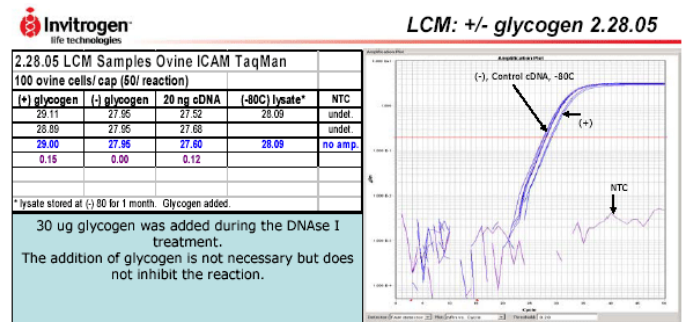 Invitrogen™
life technologies
LCM: +/- glycogen 2.28.05
2.28.05 LCM Samples Ovine ICAM TaqMan
100 ovine cells/ cap (50/ reaction)
(+) glycogen (-) glycogen 20 ng cDNA (-80C) lysate* NTC
29.11 27.95 27.52 28.09 undet.
28.89 27.95 27.68 undet.
29.00 27.95 27.60 28.09 no amp.
0.15 0.00 0.12
* lysate stored at (-) 80 for 1 month. Glycogen added.
30 ug glycogen was added during the DNAse I
treatment.
The addition of glycogen is not necessary but does
not inhibit the reaction.
Amplification Plot
Amplification Plot
(-), Control cDNA, -80C
(+)
NTC
Cycle